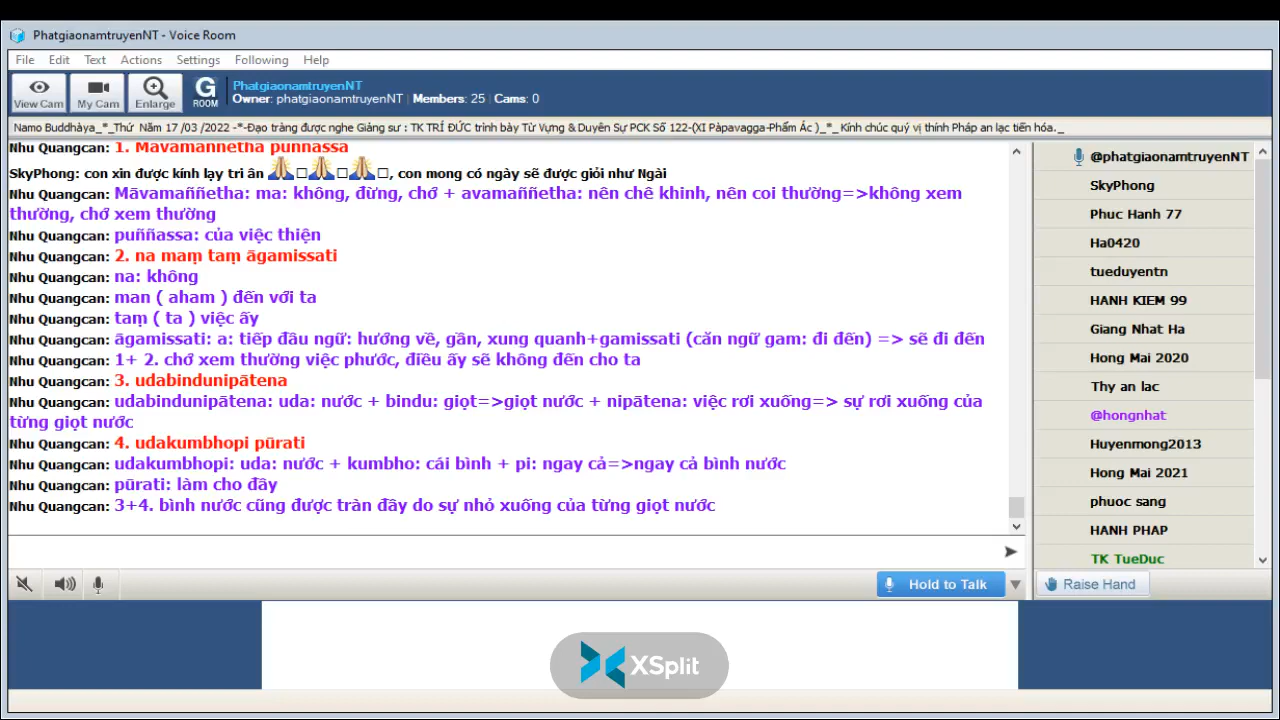 PhatgiaonamtruyenNT - Voice Room
File Edit Text Actions Settings Following Help
View Cam My Cam Enlarge G ROOM
PhatgiaonamtruyenNT
Owner: phatgiaonamtruyenNT Members: 25 Cams: 0
Namo Buddhàya_*_Thứ Năm 17 /03 /2022 -*-Đạo tràng được nghe Giảng sư : TK TRÍ ĐỨC trình bày Từ Vựng & Duyên Sự PCK Số 122-(XI Pàpavagga-Phẩm Ác )_*_ Kính chúc quý vị thính Pháp an lạc tiến hóa._
Nhu Quangcan: 1. Māvamaññetha puññassa
SkyPhong: con xin được kính lạy tri ân 🙏□🙏□🙏□, con mong có ngày sẽ được giỏi như Ngài
Nhu Quangcan: Māvamaññetha: ma: không, đừng, chớ + avamaññetha: nên chê khinh, nên coi thường=>không xem
thường, chớ xem thường
Nhu Quangcan: puññassa: của việc thiện
Nhu Quangcan: 2. na maṃ taṃ āgamissati
Nhu Quangcan: na: không
Nhu Quangcan: man ( aham ) đến với ta
Nhu Quangcan: taṃ ( ta ) việc ấy
Nhu Quangcan: āgamissati: a: tiếp đầu ngữ: hướng về, gần, xung quanh+gamissati (căn ngữ gam: đi đến) => sẽ đi đến
Nhu Quangcan: 1+ 2. chớ xem thường việc phước, điều ấy sẽ không đến cho ta
Nhu Quangcan: 3. udabindunipātena
Nhu Quangcan: udabindunipātena: uda: nước + bindu: giọt=>giọt nước + nipātena: việc rơi xuống=> sự rơi xuống của
từng giọt nước
Nhu Quangcan: 4. udakumbhopi pūrati
Nhu Quangcan: udakumbhopi: uda: nước + kumbho: cái bình + pi: ngay cả=>ngay cả bình nước
Nhu Quangcan: pūrati: làm cho đầy
Nhu Quangcan: 3+4. bình nước cũng được tràn đầy do sự nhỏ xuống của từng giọt nước
@phatgiaonamtruyenNT
SkyPhong
Phuc Hanh 77
Ha0420
tueduyentn
HANH KIEM 99
Giang Nhat Ha
Hong Mai 2020
Thy an lac
@hongnhat
Huyenmong2013
Hong Mai 2021
phuoc sang
HANH PHAP
TK TueDuc
Hold to Talk
Raise Hand
XSplit